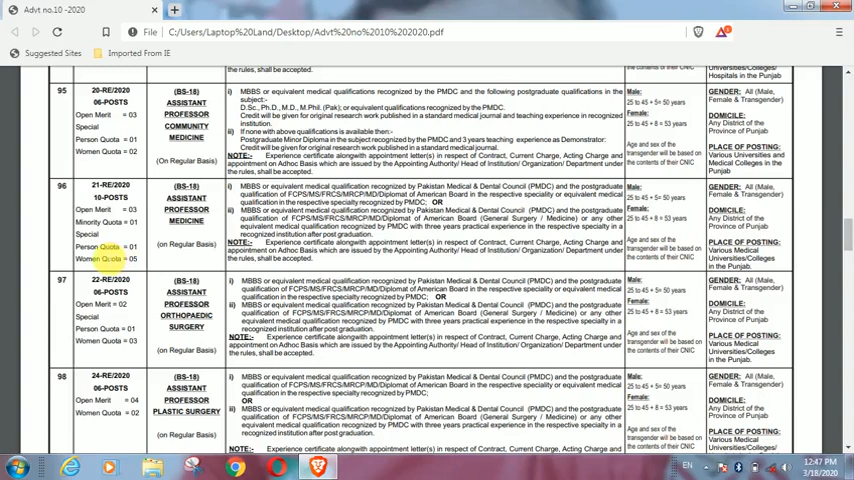 Advt no.10 -2020
File | C:/Users/Laptop%20Land/Desktop/Advt%20no%2010%202020.pdf
Suggested Sites Imported From IE
the rules, shall be accepted.
the contents of their CNIC
Universities/Colleges/
Hospitals in the Punjab
95
20-RE/2020
06-POSTS
Open Merit = 03
Special
Person Quota = 01
Women Quota = 02
(BS-18)
ASSISTANT
PROFESSOR
COMMUNITY
MEDICINE
(On Regular Basis)
i) MBBS or equivalent medical qualifications recognized by the PMDC and the following postgraduate qualifications in the
subject:-
D.Sc., Ph.D., M.D., M.Phil. (Pak); or equivalent qualifications recognized by the PMDC.
Credit will be given for original research work published in a standard medical journal and teaching experience in recognized
institution.
ii) If none with above qualifications is available then:-
Postgraduate Minor Diploma in the subject recognized by the PMDC and 3 years teaching experience as Demonstrator:
Credit will be given for original research work published in a standard medical journal.
NOTE:- Experience certificate alongwith appointment letter(s) in respect of Contract, Current Charge, Acting Charge and
appointment on Adhoc Basis which are issued by the Appointing Authority/ Head of Institution/ Organization/ Department under
the rules, shall be accepted.
Male:
25 to 45 + 5= 50 years
Female:
25 to 45 + 8 = 53 years
Age and sex of the
transgender will be based on
the contents of their CNIC
GENDER: All (Male,
Female & Transgender)
DOMICILE:
Any District of the
Province of Punjab
PLACE OF POSTING:
Various Universities and
Medical Colleges in the
Punjab
96
21-RE/2020
10-POSTS
Open Merit = 03
Minority Quota = 01
Special
Person Quota = 01
Women Quota = 05
(BS-18)
ASSISTANT
PROFESSOR
MEDICINE
(On Regular Basis)
i) MBBS or equivalent medical qualification recognized by Pakistan Medical & Dental Council (PMDC) and the postgraduate
qualification of FCPS/MS/FRCS/MRCP/MD/Diplomat of American Board in the respective specialty or equivalent medical
qualification in the respective specialty recognized by PMDC; OR
ii) MBBS or equivalent medical qualification recognized by Pakistan Medical & Dental Council (PMDC) and the postgraduate
qualification of FCPS/MS/FRCS/MRCP/MD/Diplomat of American Board (General Surgery / Medicine) or any other
equivalent medical qualification recognized by PMDC with three years practical experience in the respective specialty in a
recognized institution after post graduation.
NOTE:- Experience certificate alongwith appointment letter(s) in respect of Contract, Current Charge, Acting Charge and
appointment on Adhoc Basis which are issued by the Appointing Authority/ Head of Institution/ Organization/ Department under
the rules, shall be accepted.
Male:
25 to 45 + 5= 50 years
Female:
25 to 45 + 8 = 53 years
Age and sex of the
transgender will be based on
the contents of their CNIC
GENDER: All (Male,
Female & Transgender)
DOMICILE:
Any District of the
Province of Punjab
PLACE OF POSTING:
Various Medical
Universities/Colleges
in the Punjab.
97
22-RE/2020
06-POSTS
Open Merit = 02
Special
Person Quota = 01
Women Quota = 03
(BS-18)
ASSISTANT
PROFESSOR
ORTHOPAEDIC
SURGERY
(on Regular Basis)
i) MBBS or equivalent medical qualification recognized by Pakistan Medical & Dental Council (PMDC) and the postgraduate
qualification of FCPS/MS/FRCS/MRCP/MD/Diplomat of American Board in the respective specialty or equivalent medical
qualification in the respective specialty recognized by PMDC; OR
ii) MBBS or equivalent medical qualification recognized by Pakistan Medical & Dental Council (PMDC) and the postgraduate
qualification of FCPS/MS/FRCS/MRCP/MD/Diplomat of American Board (General Surgery / Medicine) or any other
equivalent medical qualification recognized by PMDC with three years practical experience in the respective specialty in a
recognized institution after post graduation.
NOTE:- Experience certificate alongwith appointment letter(s) in respect of Contract, Current Charge, Acting Charge and
appointment on Adhoc Basis which are issued by the Appointing Authority/ Head of Institution/ Organization/ Department under
the rules, shall be accepted.
Male:
25 to 45 + 5= 50 years
Female:
25 to 45 + 8 = 53 years
Age and sex of the
transgender will be based on
the contents of their CNIC
GENDER: All (Male,
Female & Transgender)
DOMICILE:
Any District of the
Province of Punjab
PLACE OF POSTING:
Various Medical
Universities/Colleges
in the Punjab.
98
24-RE/2020
06-POSTS
Open Merit = 04
Women Quota = 02
(BS-18)
ASSISTANT
PROFESSOR
PLASTIC SURGERY
(on Regular Basis)
i) MBBS or equivalent medical qualification recognized by Pakistan Medical & Dental Council (PMDC) and the postgraduate
qualification of FCPS/MS/FRCS/MRCP/MD/Diplomat of American Board in the respective specialty or equivalent medical
qualification in the respective specialty recognized by PMDC;
OR
ii) MBBS or equivalent medical qualification recognized by Pakistan Medical & Dental Council (PMDC) and the postgraduate
qualification of FCPS/MS/FRCS/MRCP/MD/Diplomat of American Board (General Surgery / Medicine) or any other
equivalent medical qualification recognized by PMDC with three years practical experience in the respective specialty in a
recognized institution after post graduation.
NOTE:- Experience certificate alongwith appointment letter(s) in respect of Contract, Current Charge, Acting Charge and
Male:
25 to 45 + 5= 50 years
Female:
25 to 45 + 8 = 53 years
Age and sex of the
transgender will be based on
the contents of their CNIC
GENDER: All (Male,
Female & Transgender)
DOMICILE:
Any District of the
Province of Punjab
PLACE OF POSTING:
Various Medical
Universities/Colleges
EN
12:47 PM
3/18/2020